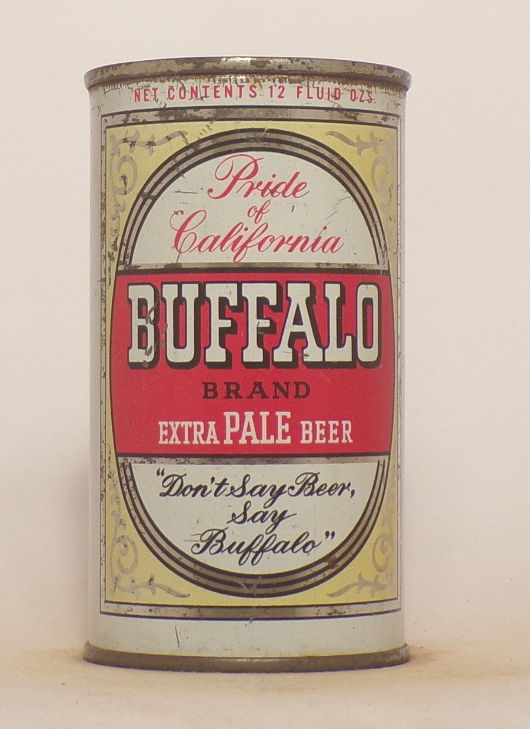 NET CONTENTS 12 FLUID OZS.
Pride
of
California
BUFFALO
BRAND
EXTRA PALE BEER
"Don't Say Beer,
Say
Buffalo"